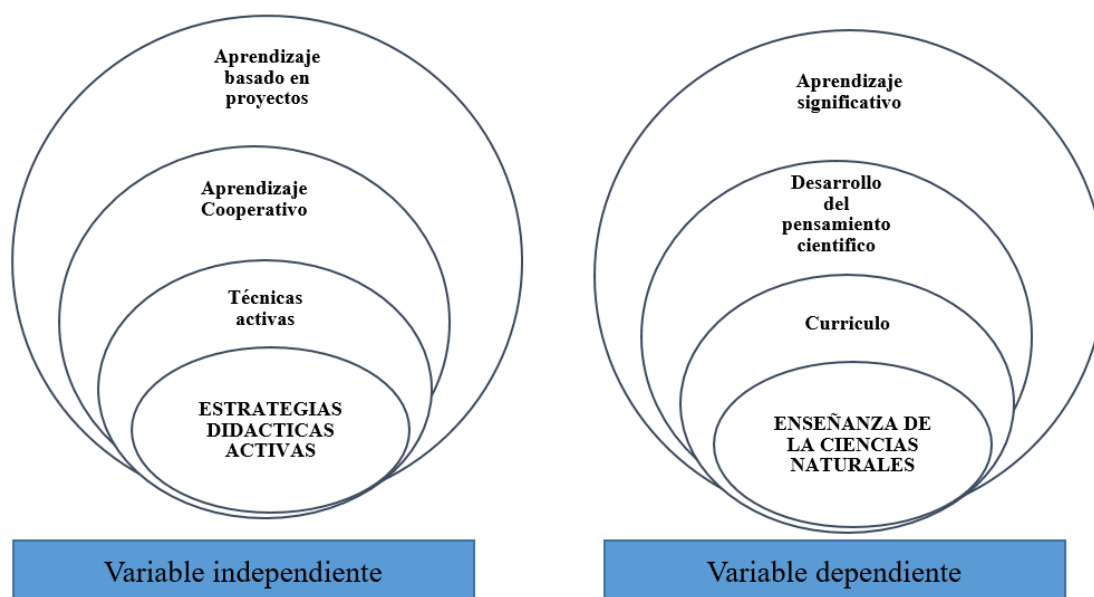 Aprendizaje
basado en
proyectos
Aprendizaje
Cooperativo
Técnicas
activas
ESTRATEGIAS
DIDACTICAS
ACTIVAS
Variable independiente
Aprendizaje
significativo
Desarrollo
del
pensamiento
científico
Curriculo
ENSEÑANZA DE
LA CIENCIAS
NATURALES
Variable dependiente